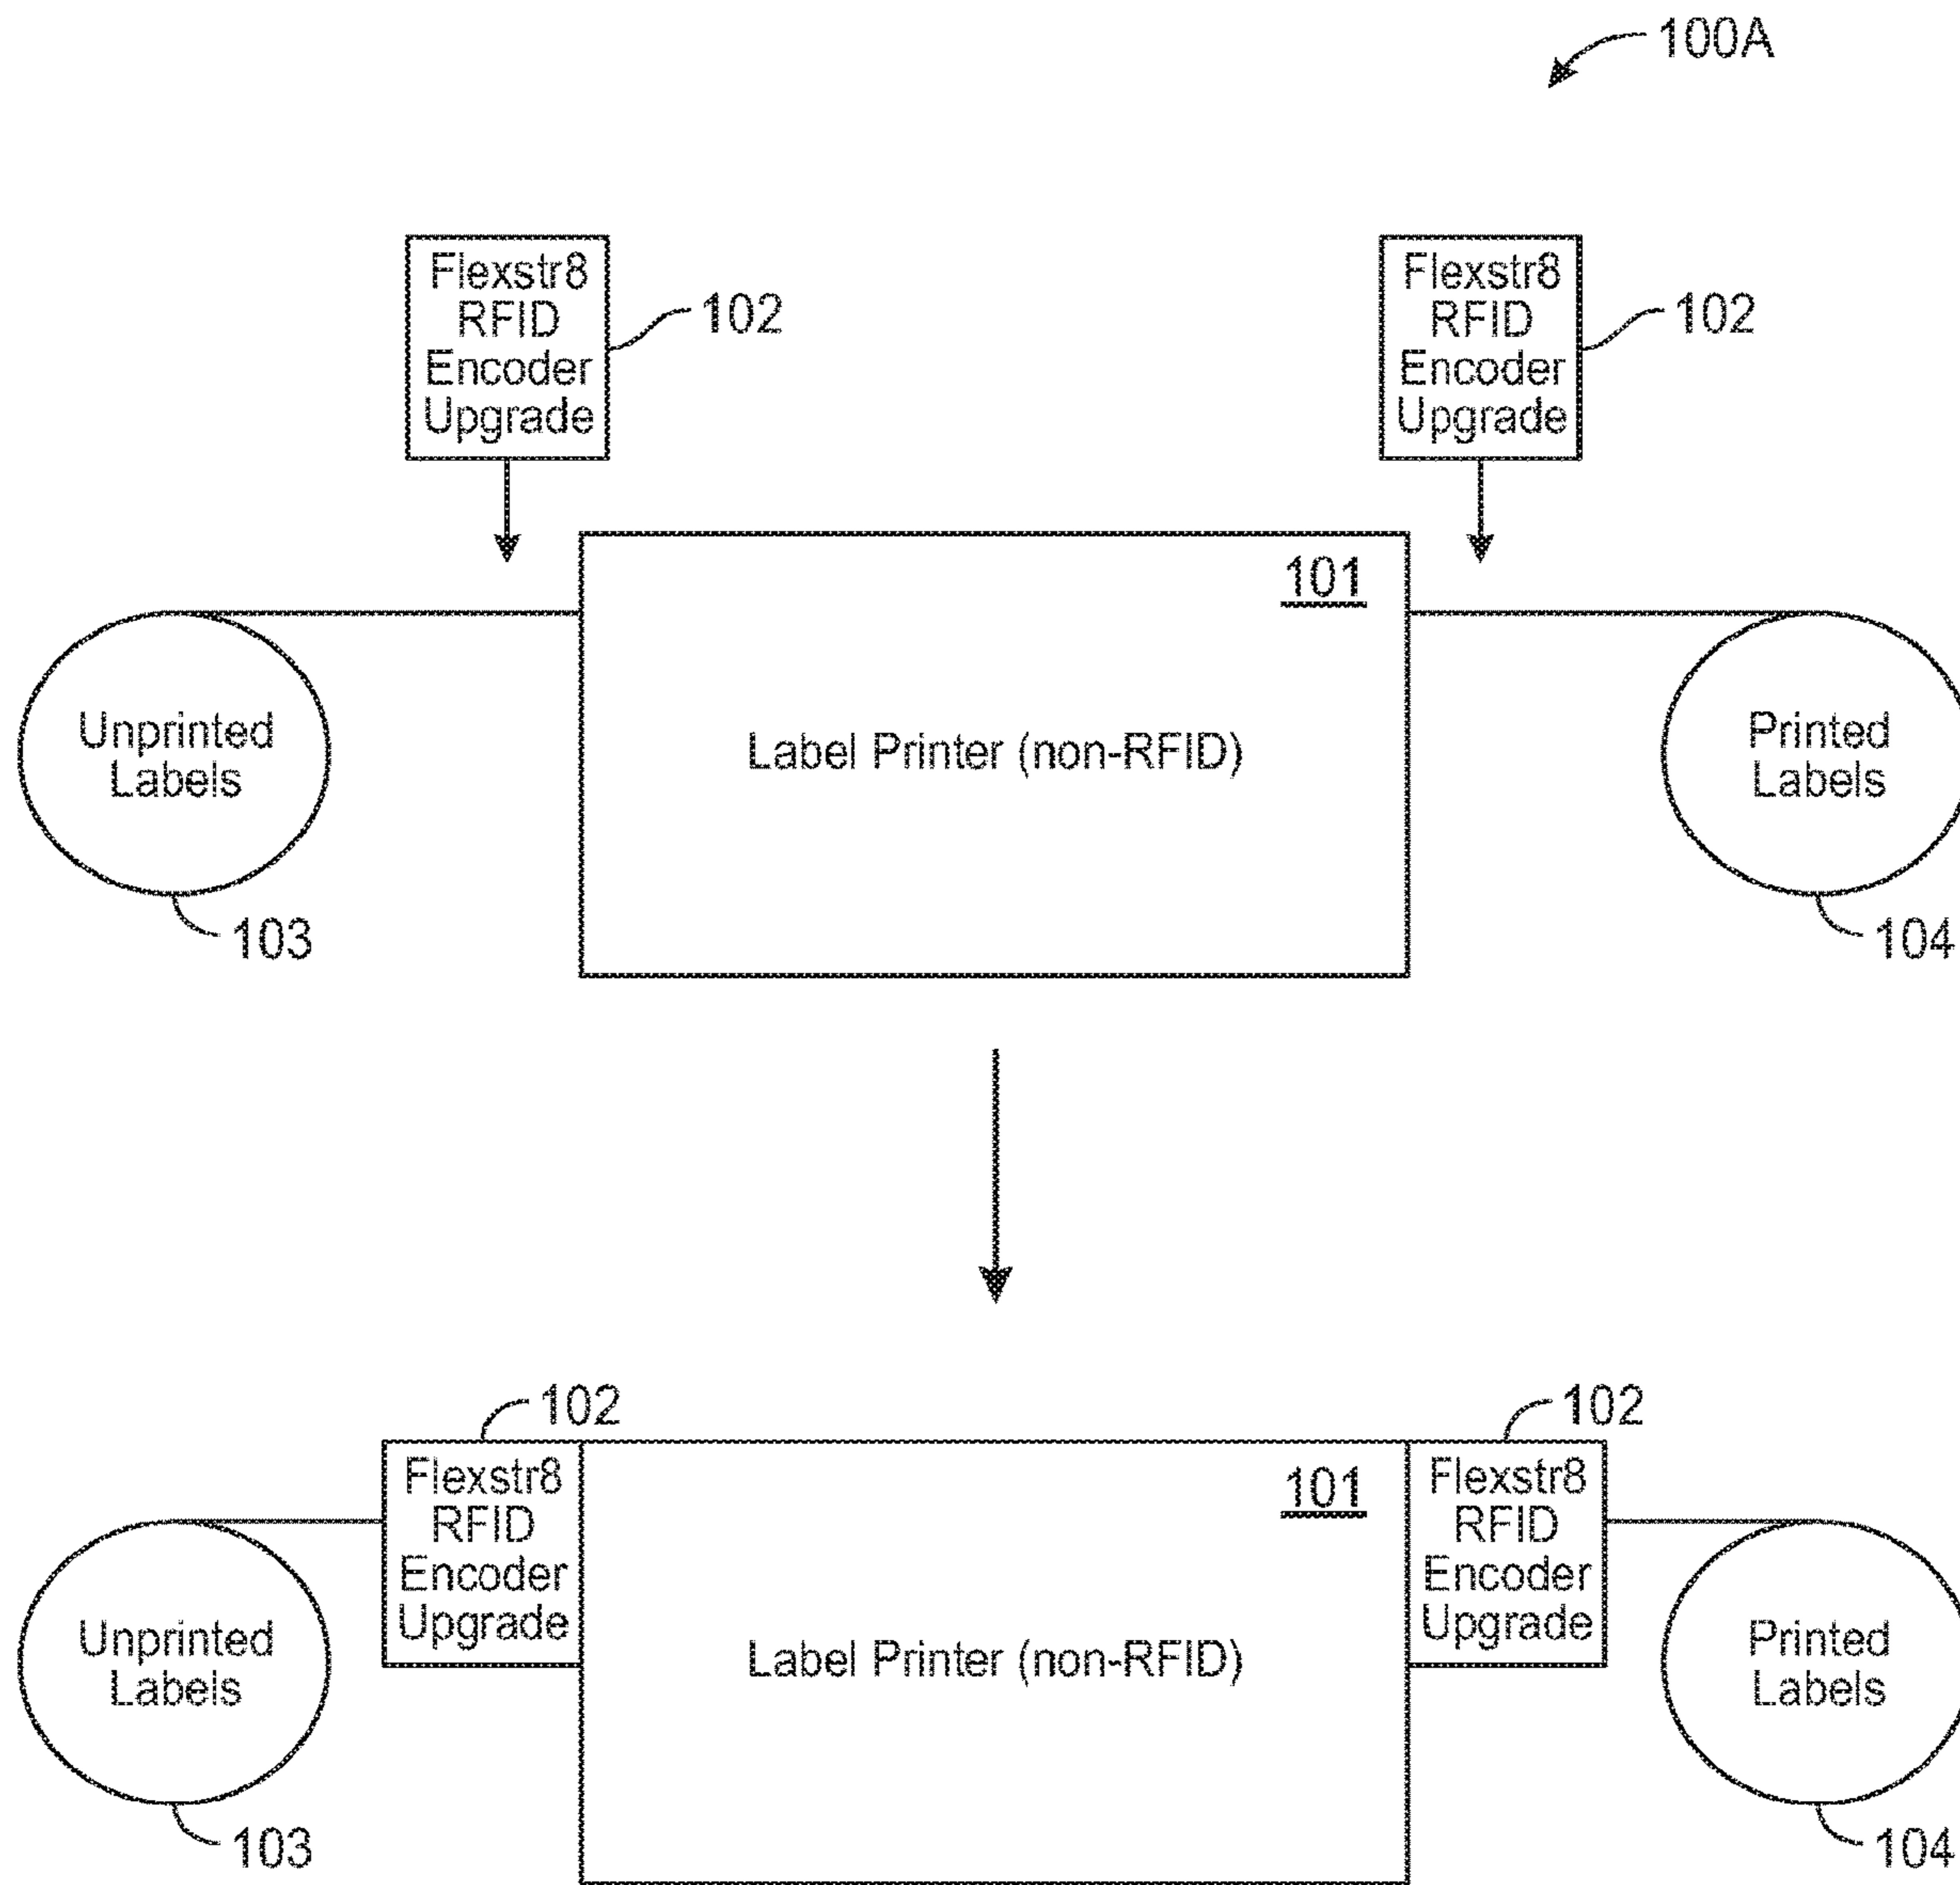 100A
Flexstr8
RFID
Encoder
Upgrade
102
Flexstr8
RFID
Encoder
Upgrade
102
101
Unprinted
Labels
Label Printer (non-RFID)
Printed
Labels
103
104
102
102
Flexstr8
RFID
Encoder
Upgrade
101
Flexstr8
RFID
Encoder
Upgrade
Unprinted
Labels
Label Printer (non-RFID)
Printed
Labels
103
104